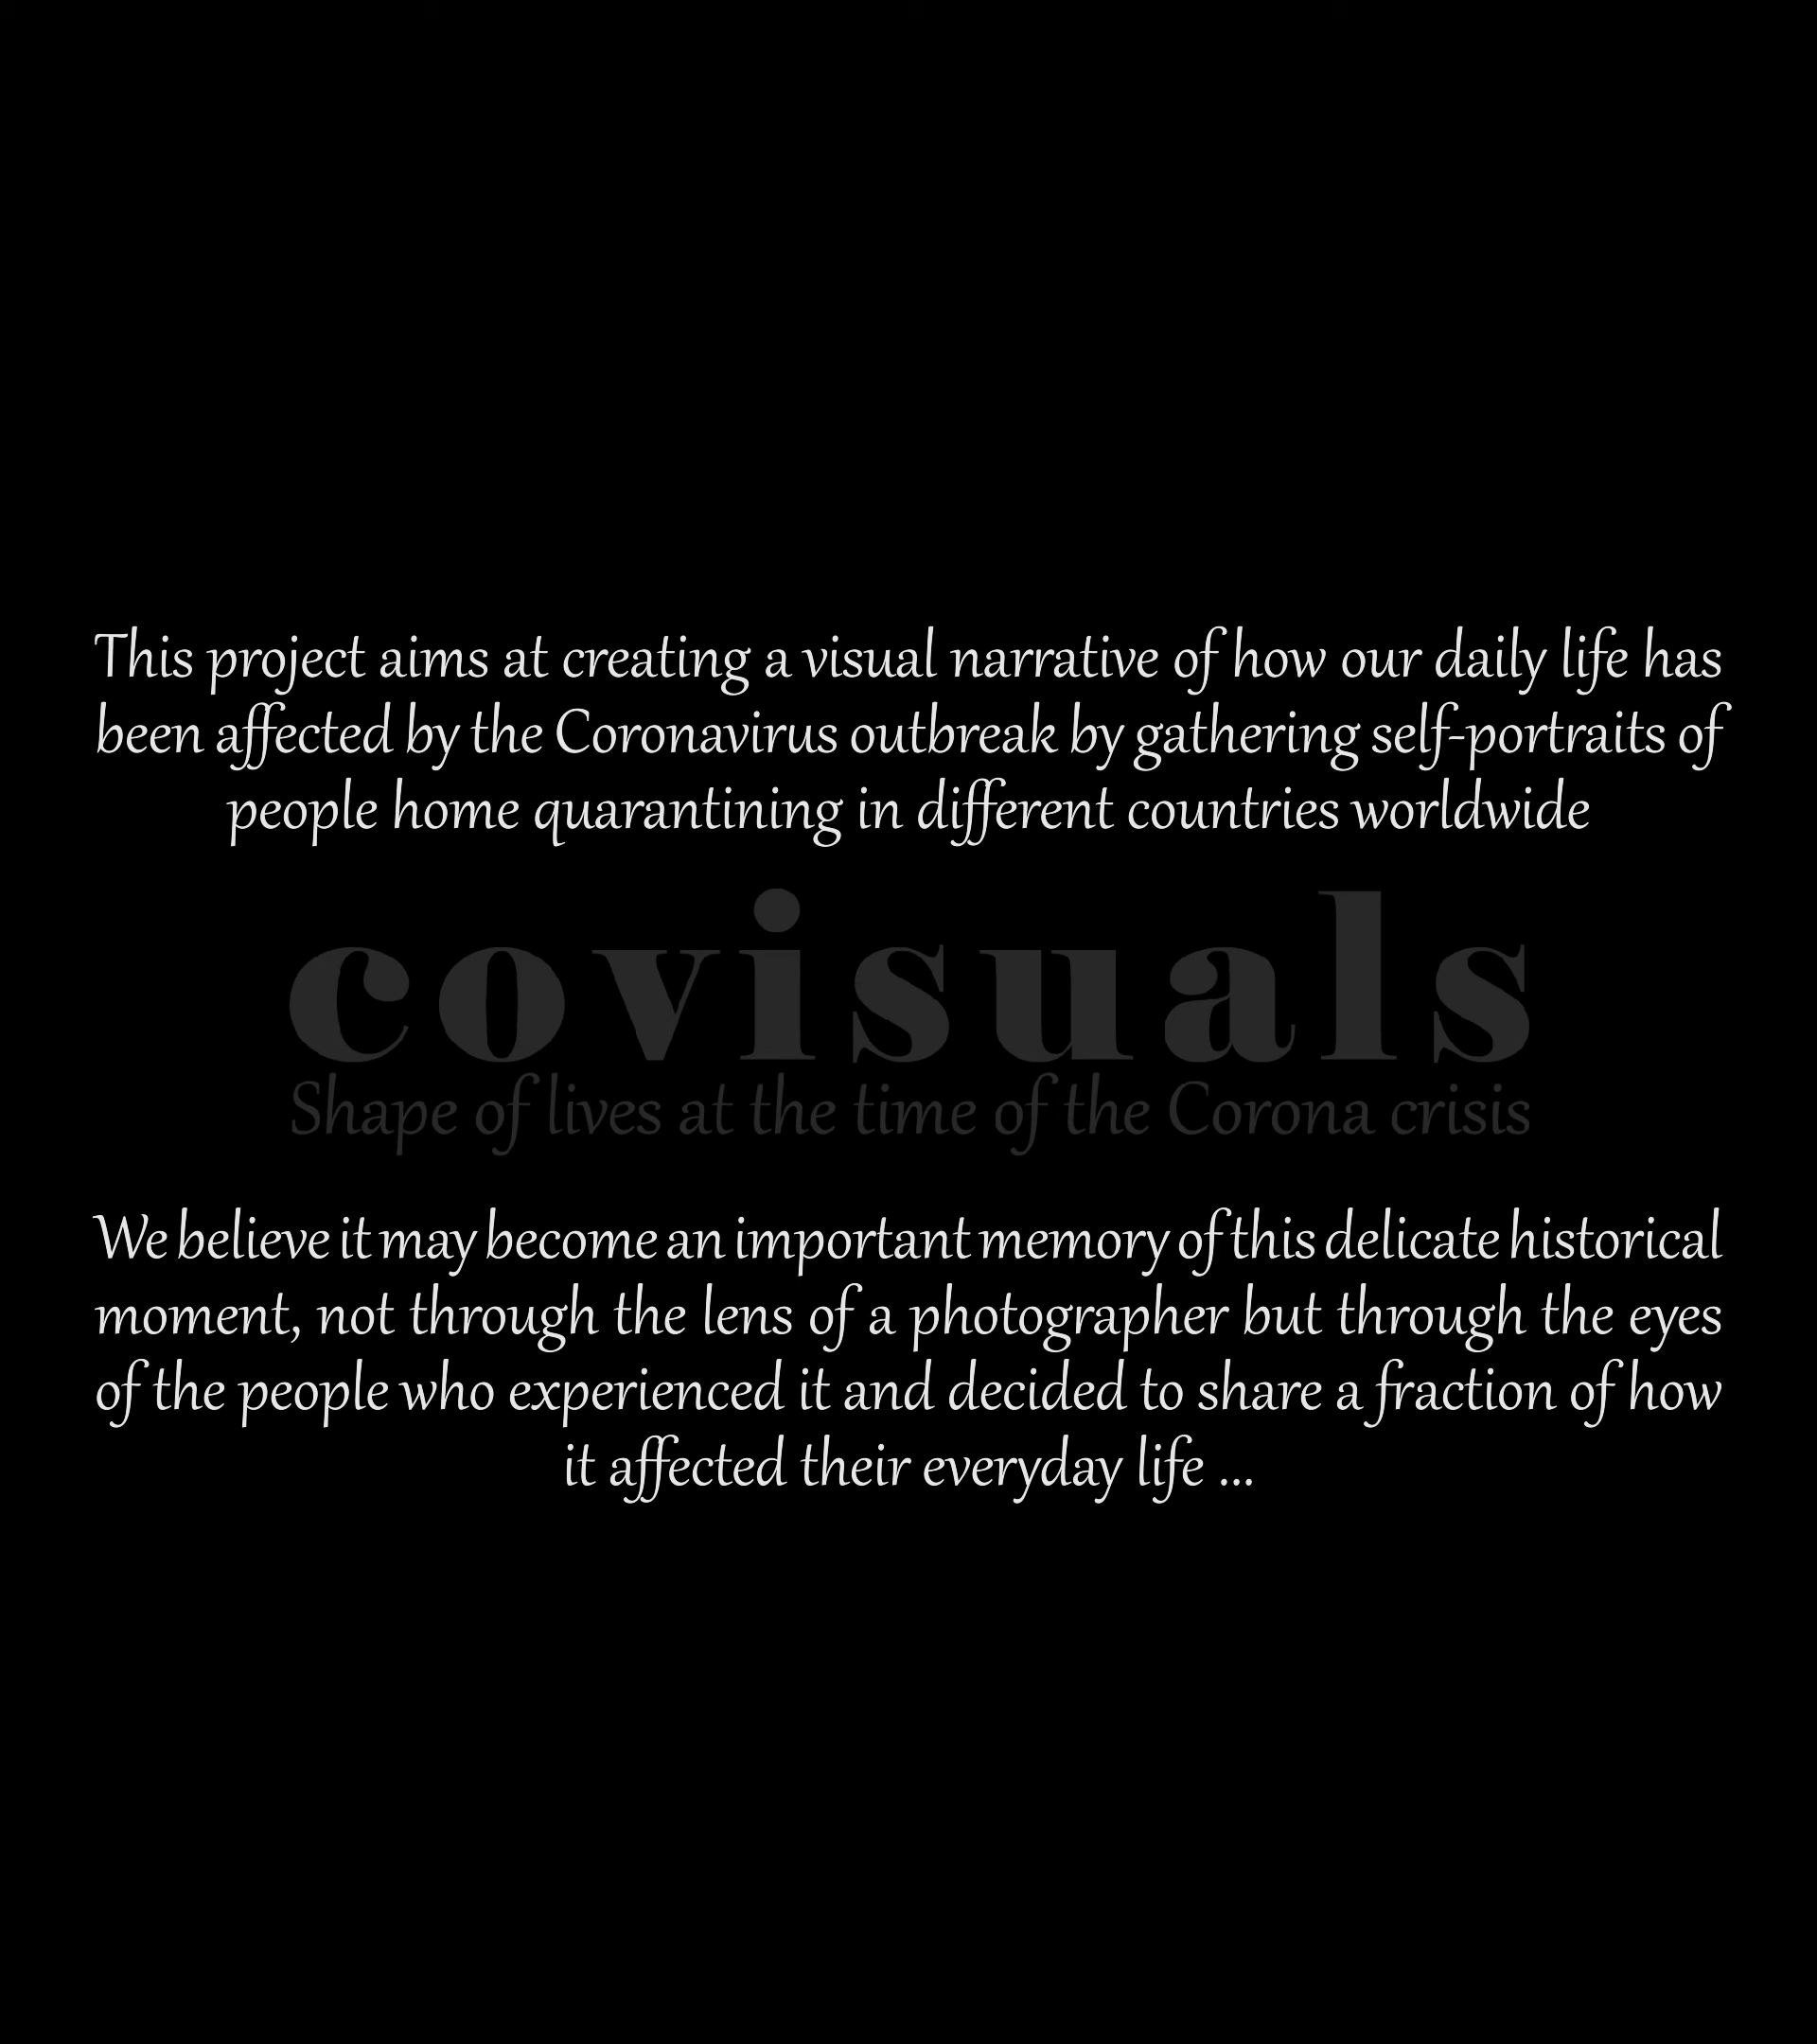 This project aims at creating a visual narrative of how our daily life has
been affected by the Coronavirus outbreak by gathering self-portraits of
people home quarantining in different countries worldwide
covisuals
Shape of lives at the time of the Corona crisis
We believe it may become an important memory of this delicate historical
moment, not through the lens of a photographer but through the eyes
of the people who experienced it and decided to share a fraction of how
it affected their everyday life ...